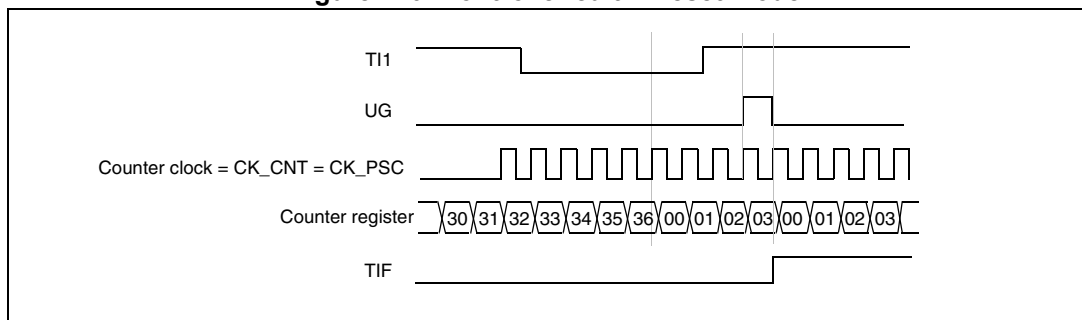 TI1
UG
Counter clock = CK_CNT = CK_PSC
Counter register 30 31 32 33 34 35 36 00 01 02 03 00 01 02 03
TIF